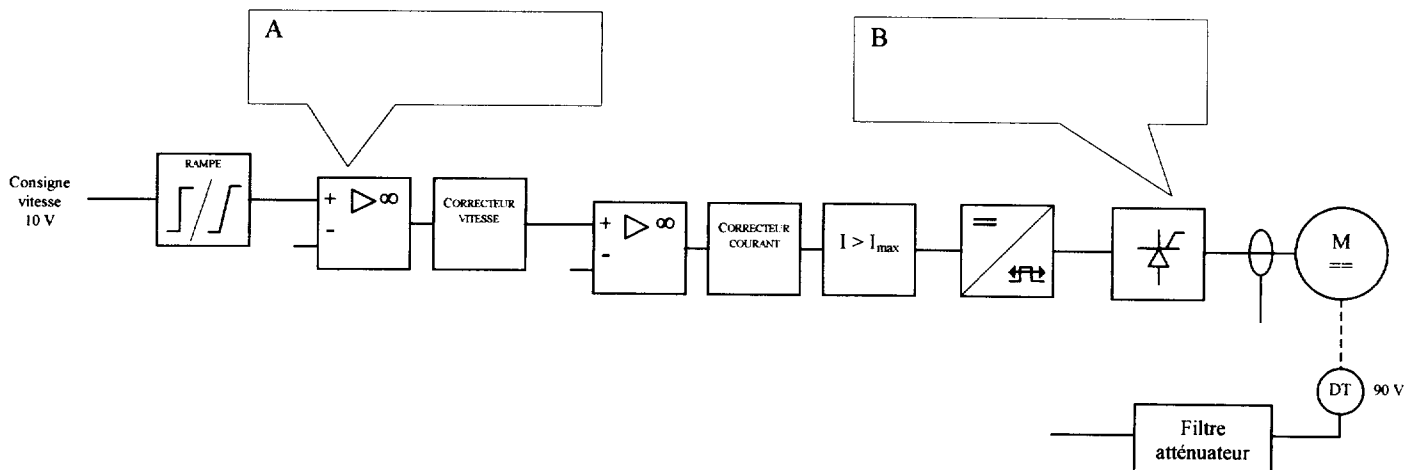 A
B
RAMPE
Consigne
vitesse
10 V
+
-
▷ ∞
CORRECTEUR
VITESSE
+
-
▷ ∞
CORRECTEUR
COURANT
I > Imax
M
==
DT
90 V
Filtre
atténuateur